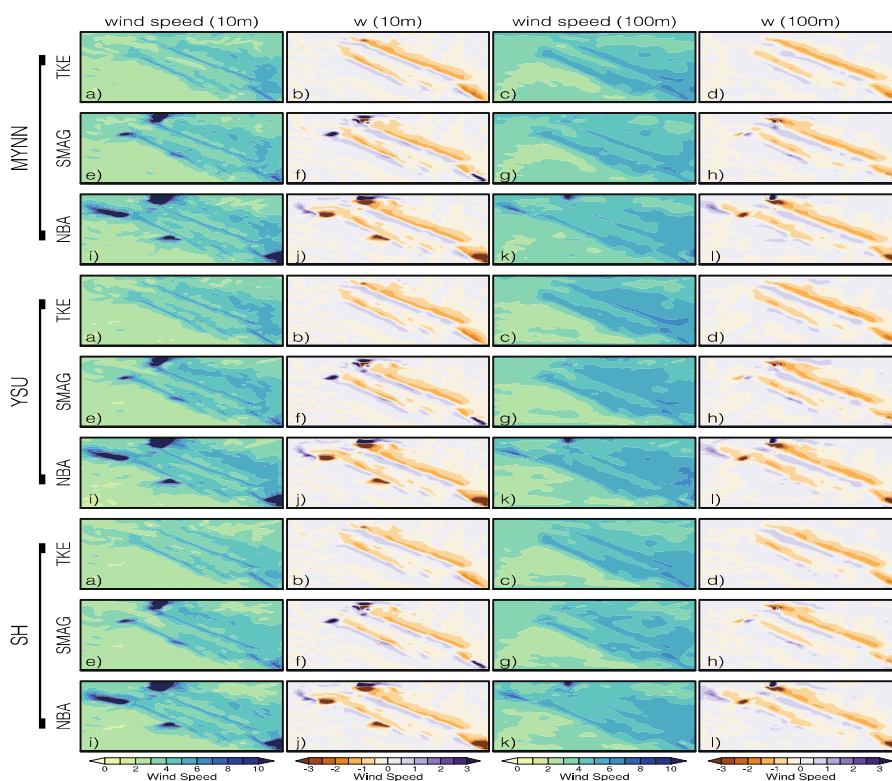 wind speed (10m) w (10m) wind speed (100m) w (100m)
MYNN
TKE
a) b) c) d)
SMAG
e) f) g) h)
NBA
i) j) k) l)
YSU
TKE
a) b) c) d)
SMAG
e) f) g) h)
NBA
i) j) k) l)
SH
TKE
a) b) c) d)
SMAG
e) f) g) h)
NBA
i) j) k) l)
0 2 4 6 8 10 -3 -2 -1 0 1 2 3 0 2 4 6 8 10 -3 -2 -1 0 1 2 3
Wind Speed Wind Speed Wind Speed Wind Speed